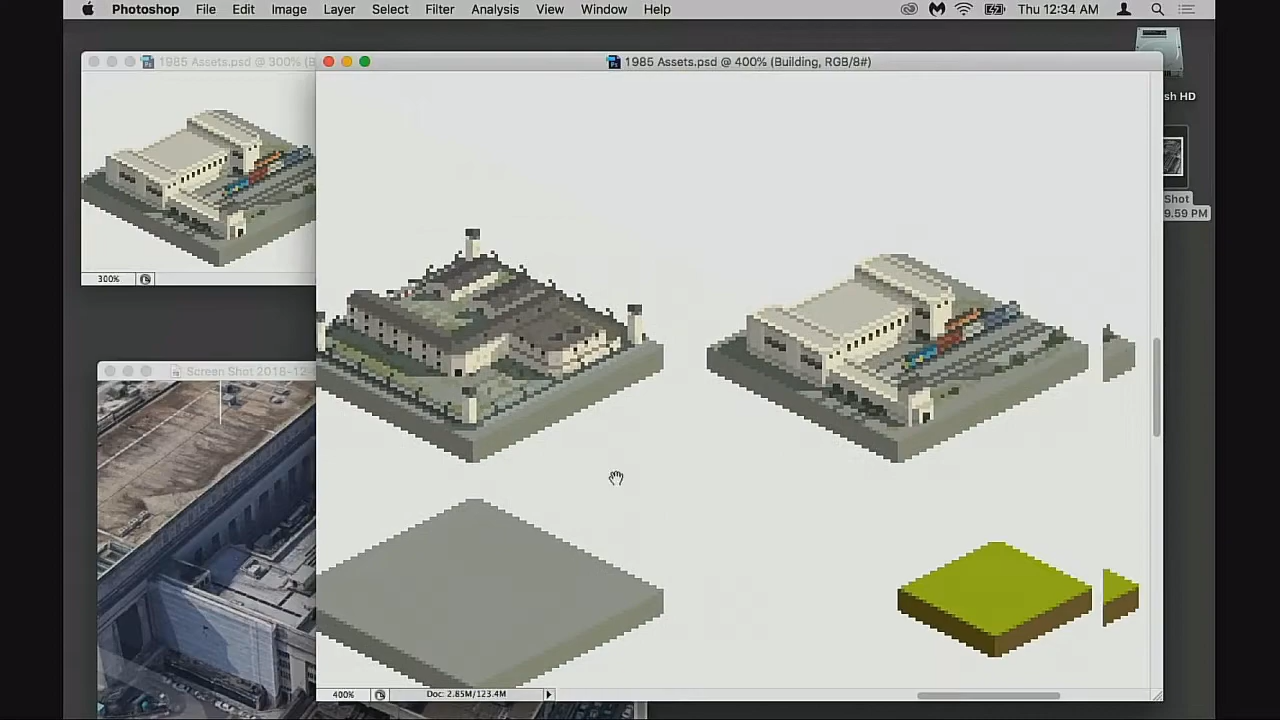 Photoshop File Edit Image Layer Select Filter Analysis View Window Help Thu 12:34 AM
1985 Assets.psd @ 300% (B
1985 Assets.psd @ 400% (Building, RGB/8#)
sh HD
Shot
9.59 PM
300%
Screen Shot 2018-12-
400% Doc: 2.85M/123.4M